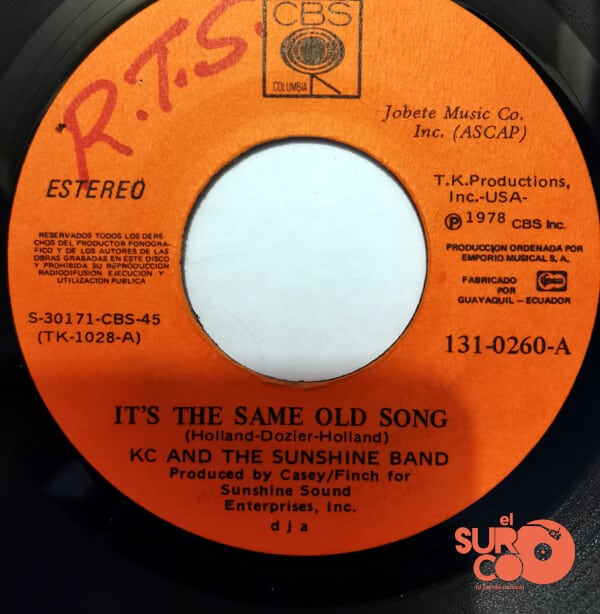 R.T.S.
CBS
COLUMBIA
Jobete Music Co.
Inc. (ASCAP)
ESTEREO
T.K.Productions,
Inc.-USA-
℗1978 CBS Inc.
RESERVADOS TODOS LOS DERE-
CHOS DEL PRODUCTOR FONOGRA-
FICO Y DE LOS AUTORES DE LAS
OBRAS GRABADAS EN ESTE DISCO
Y PROHIBIDA SU REPRODUCCION
RADIODIFUSION EJECUCION Y
UTILIZACION PUBLICA
PRODUCCION ORDENADA POR
EMPORIO MUSICAL S, A.
FABRICADO
POR
GUAYAQUIL – ECUADOR
S-30171-CBS-45
(TK-1028-A)
131-0260-A
IT'S THE SAME OLD SONG
(Holland-Dozier-Holland)
KC AND THE SUNSHINE BAND
Produced by Casey/Finch for
Sunshine Sound
Enterprises, Inc.
d j a
el
SURCO
tu tienda musical